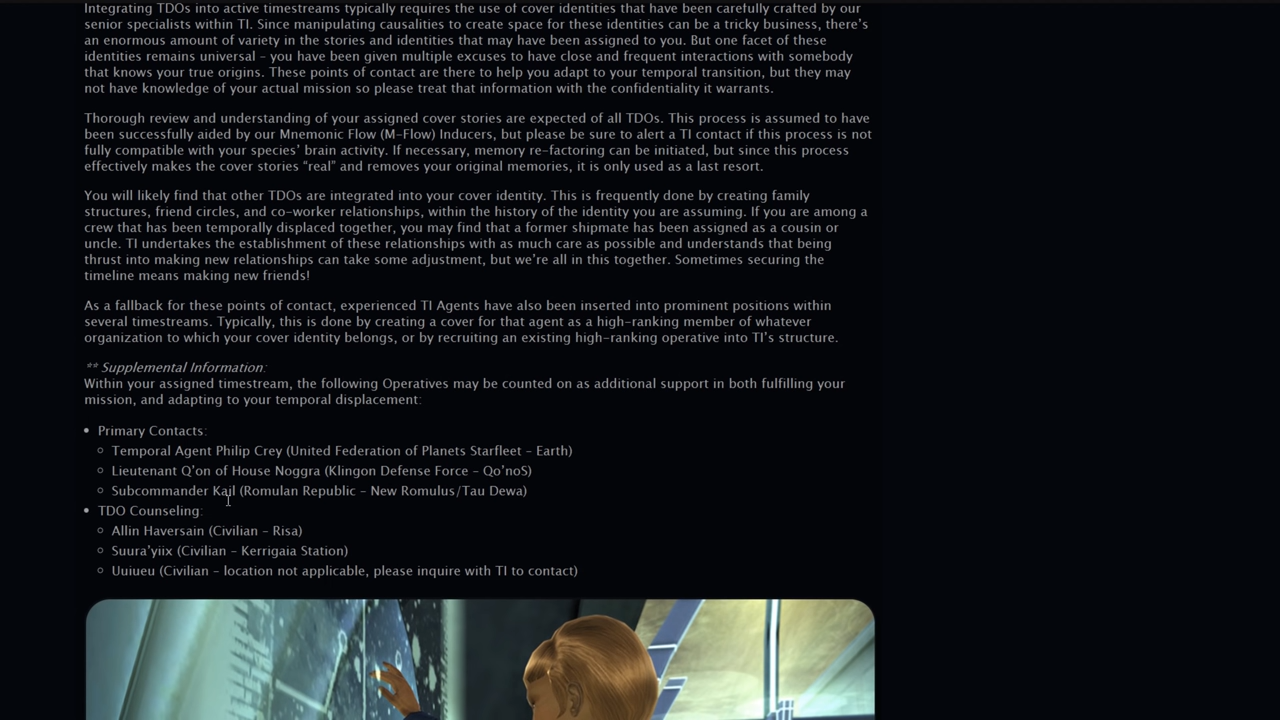 Integrating TDOs into active timestreams typically requires the use of cover identities that have been carefully crafted by our
senior specialists within TI. Since manipulating causalities to create space for these identities can be a tricky business, there’s
an enormous amount of variety in the stories and identities that may have been assigned to you. But one facet of these
identities remains universal – you have been given multiple excuses to have close and frequent interactions with somebody
that knows your true origins. These points of contact are there to help you adapt to your temporal transition, but they may
not have knowledge of your actual mission so please treat that information with the confidentiality it warrants.
Thorough review and understanding of your assigned cover stories are expected of all TDOs. This process is assumed to have
been successfully aided by our Mnemonic Flow (M-Flow) Inducers, but please be sure to alert a TI contact if this process is not
fully compatible with your species’ brain activity. If necessary, memory re-factoring can be initiated, but since this process
effectively makes the cover stories “real” and removes your original memories, it is only used as a last resort.
You will likely find that other TDOs are integrated into your cover identity. This is frequently done by creating family
structures, friend circles, and co-worker relationships, within the history of the identity you are assuming. If you are among a
crew that has been temporally displaced together, you may find that a former shipmate has been assigned as a cousin or
uncle. TI undertakes the establishment of these relationships with as much care as possible and understands that being
thrust into making new relationships can take some adjustment, but we’re all in this together. Sometimes securing the
timeline means making new friends!
As a fallback for these points of contact, experienced TI Agents have also been inserted into prominent positions within
several timestreams. Typically, this is done by creating a cover for that agent as a high-ranking member of whatever
organization to which your cover identity belongs, or by recruiting an existing high-ranking operative into TI’s structure.
** Supplemental Information:
Within your assigned timestream, the following Operatives may be counted on as additional support in both fulfilling your
mission, and adapting to your temporal displacement:
• Primary Contacts:
○ Temporal Agent Philip Crey (United Federation of Planets Starfleet – Earth)
○ Lieutenant Q’on of House Noggra (Klingon Defense Force – Qo’noS)
○ Subcommander Kail (Romulan Republic – New Romulus/Tau Dewa)
• TDO Counseling:
○ Allin Haversain (Civilian – Risa)
○ Suura’yiix (Civilian – Kerrigaia Station)
○ Uuiueu (Civilian – location not applicable, please inquire with TI to contact)